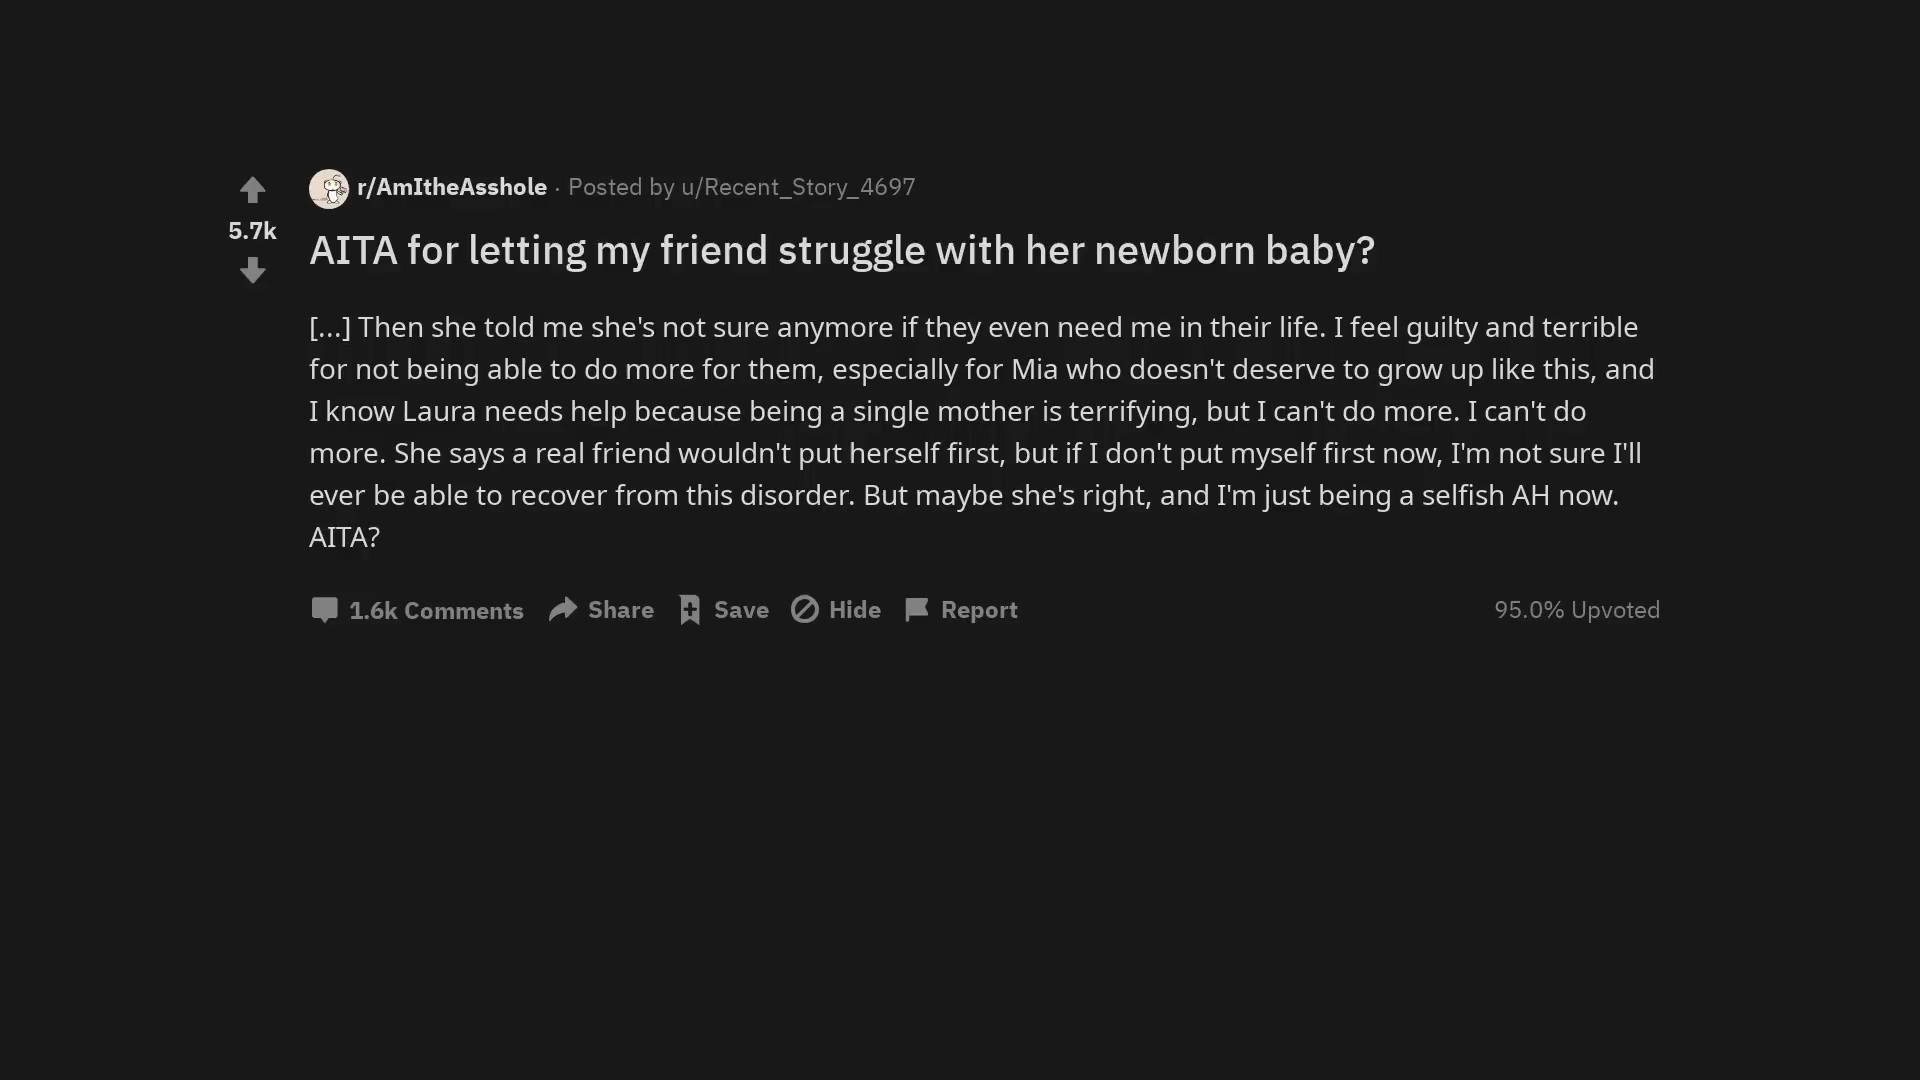 r/AmItheAsshole · Posted by u/Recent_Story_4697
5.7k
AITA for letting my friend struggle with her newborn baby?
[...] Then she told me she's not sure anymore if they even need me in their life. I feel guilty and terrible
for not being able to do more for them, especially for Mia who doesn't deserve to grow up like this, and
I know Laura needs help because being a single mother is terrifying, but I can't do more. I can't do
more. She says a real friend wouldn't put herself first, but if I don't put myself first now, I'm not sure I'll
ever be able to recover from this disorder. But maybe she's right, and I'm just being a selfish AH now.
AITA?
1.6k Comments Share Save Hide Report 95.0% Upvoted